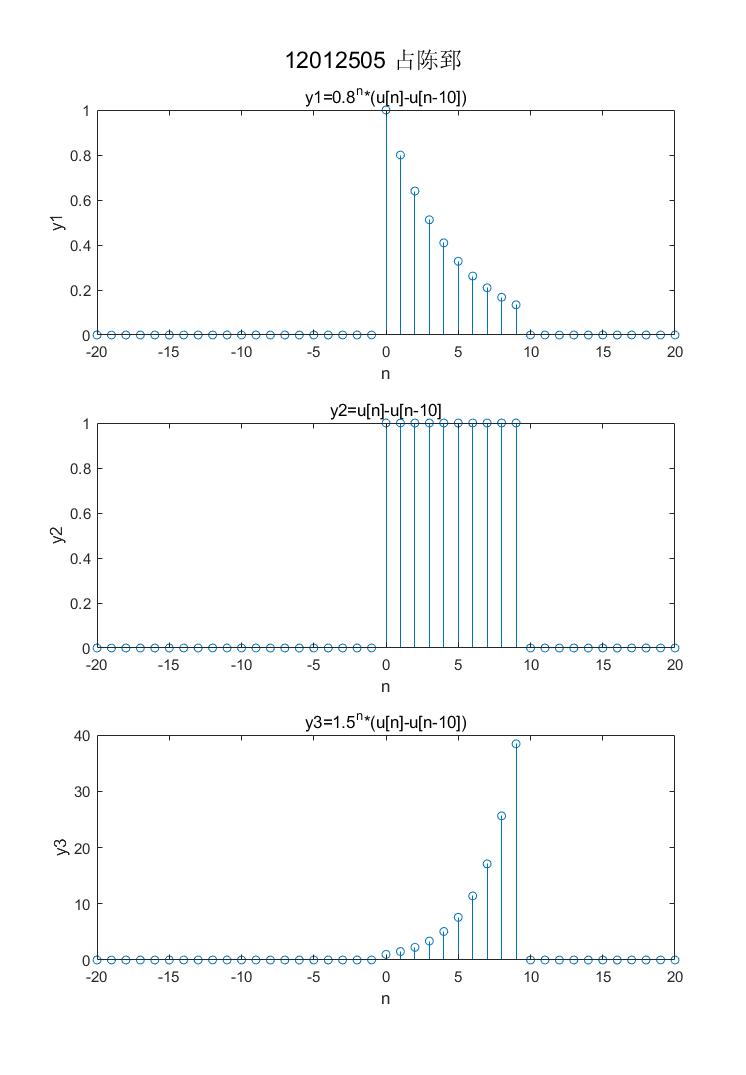 12012505 占陈郅
y1=0.8^n*(u[n]-u[n-10])
1
0.8
0.6
0.4
0.2
0
y1
-20 -15 -10 -5 0 5 10 15 20
n
y2=u[n]-u[n-10]
1
0.8
0.6
0.4
0.2
0
y2
-20 -15 -10 -5 0 5 10 15 20
n
y3=1.5^n*(u[n]-u[n-10])
40
30
20
10
0
y3
-20 -15 -10 -5 0 5 10 15 20
n